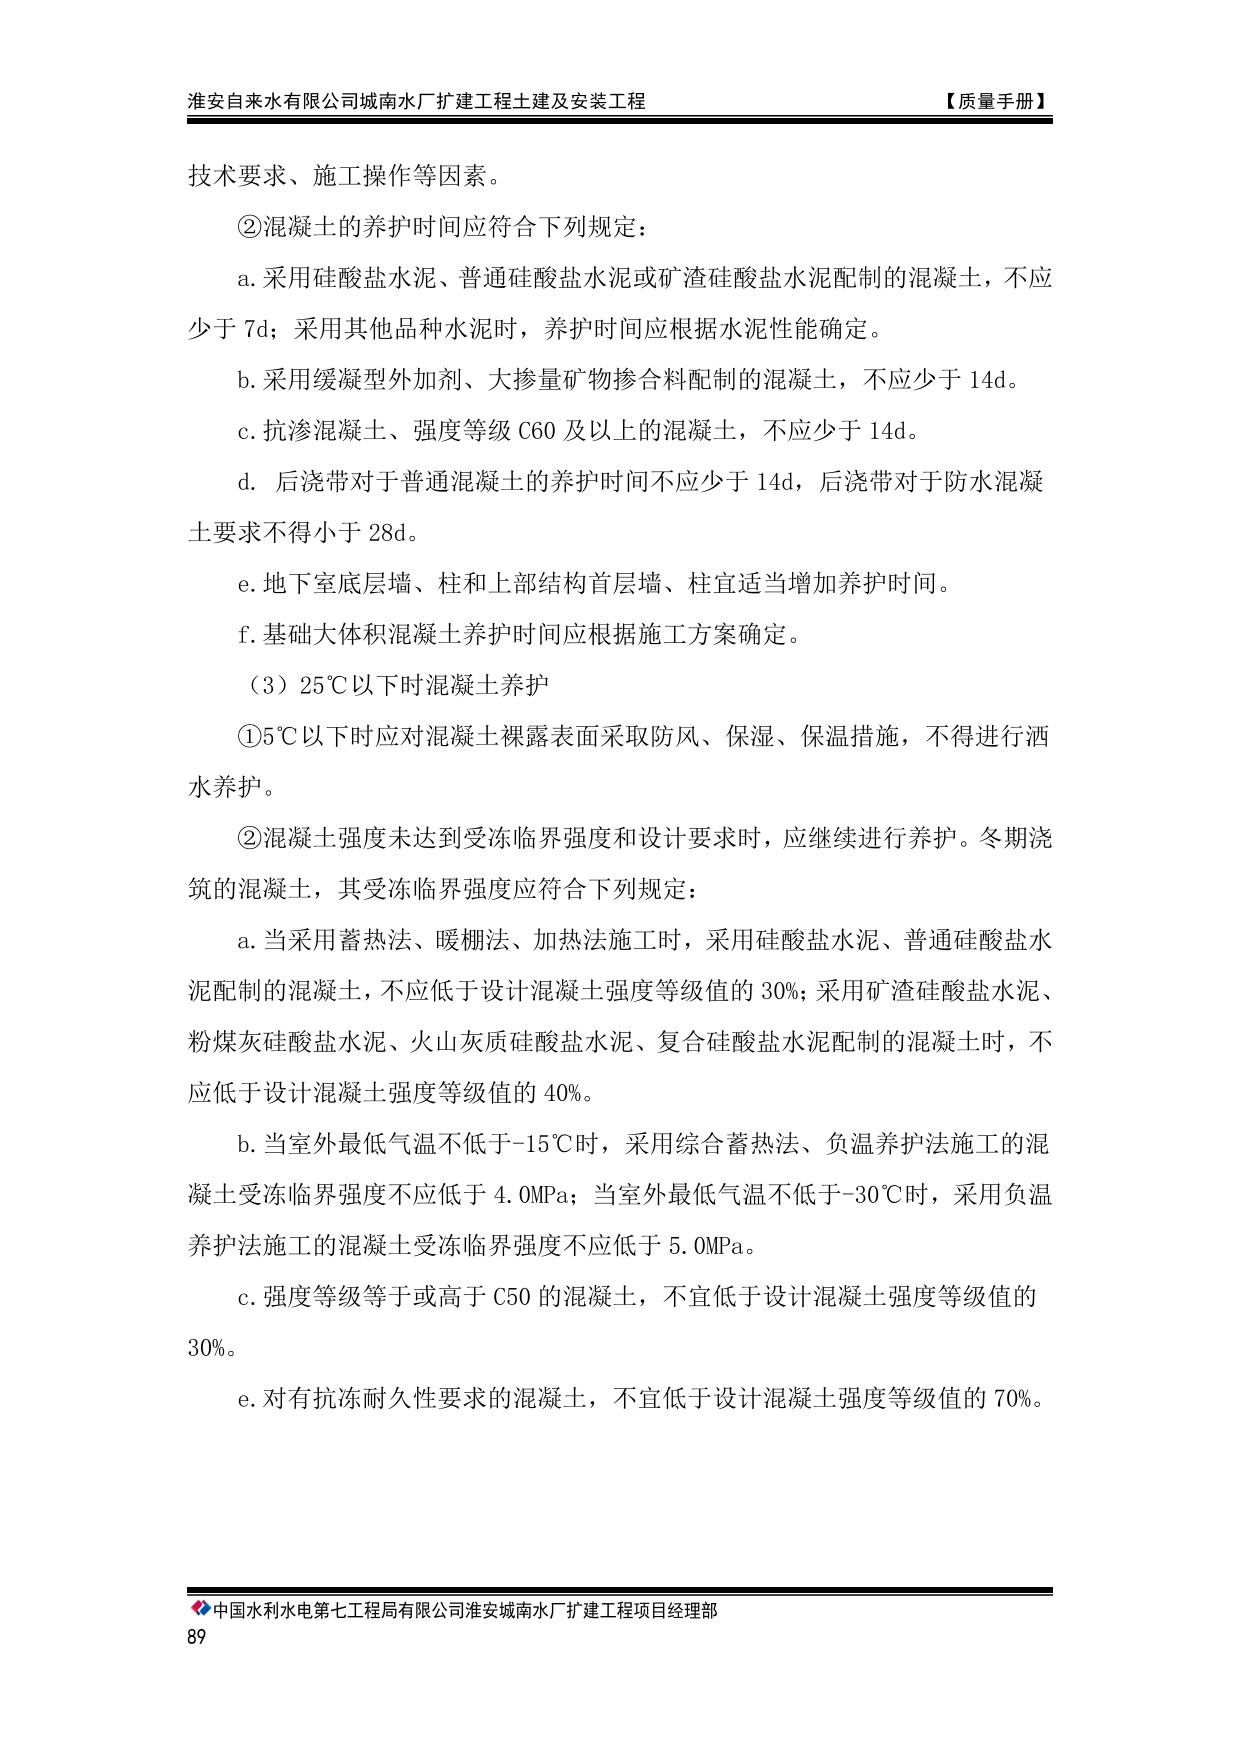 淮安自来水有限公司城南水厂扩建工程土建及安装工程 【质量手册】
技术要求、施工操作等因素。
②混凝土的养护时间应符合下列规定：
a.采用硅酸盐水泥、普通硅酸盐水泥或矿渣硅酸盐水泥配制的混凝土，不应
少于 7d；采用其他品种水泥时，养护时间应根据水泥性能确定。
b.采用缓凝型外加剂、大掺量矿物掺合料配制的混凝土，不应少于 14d。
c.抗渗混凝土、强度等级 C60 及以上的混凝土，不应少于 14d。
d. 后浇带对于普通混凝土的养护时间不应少于 14d，后浇带对于防水混凝
土要求不得小于 28d。
e.地下室底层墙、柱和上部结构首层墙、柱宜适当增加养护时间。
f.基础大体积混凝土养护时间应根据施工方案确定。
（3）25℃以下时混凝土养护
①5℃以下时应对混凝土裸露表面采取防风、保湿、保温措施，不得进行洒
水养护。
②混凝土强度未达到受冻临界强度和设计要求时，应继续进行养护。冬期浇
筑的混凝土，其受冻临界强度应符合下列规定：
a.当采用蓄热法、暖棚法、加热法施工时，采用硅酸盐水泥、普通硅酸盐水
泥配制的混凝土，不应低于设计混凝土强度等级值的 30%；采用矿渣硅酸盐水泥、
粉煤灰硅酸盐水泥、火山灰质硅酸盐水泥、复合硅酸盐水泥配制的混凝土时，不
应低于设计混凝土强度等级值的 40%。
b.当室外最低气温不低于-15℃时，采用综合蓄热法、负温养护法施工的混
凝土受冻临界强度不应低于 4.0MPa；当室外最低气温不低于-30℃时，采用负温
养护法施工的混凝土受冻临界强度不应低于 5.0MPa。
c.强度等级等于或高于 C50 的混凝土，不宜低于设计混凝土强度等级值的
30%。
e.对有抗冻耐久性要求的混凝土，不宜低于设计混凝土强度等级值的 70%。
中国水利水电第七工程局有限公司淮安城南水厂扩建工程项目经理部
89